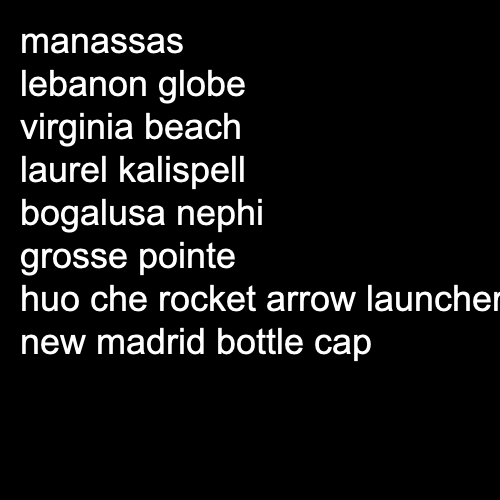 manassas
lebanon globe
virginia beach
laurel kalispell
bogalusa nephi
grosse pointe
huo che rocket arrow launcher
new madrid bottle cap